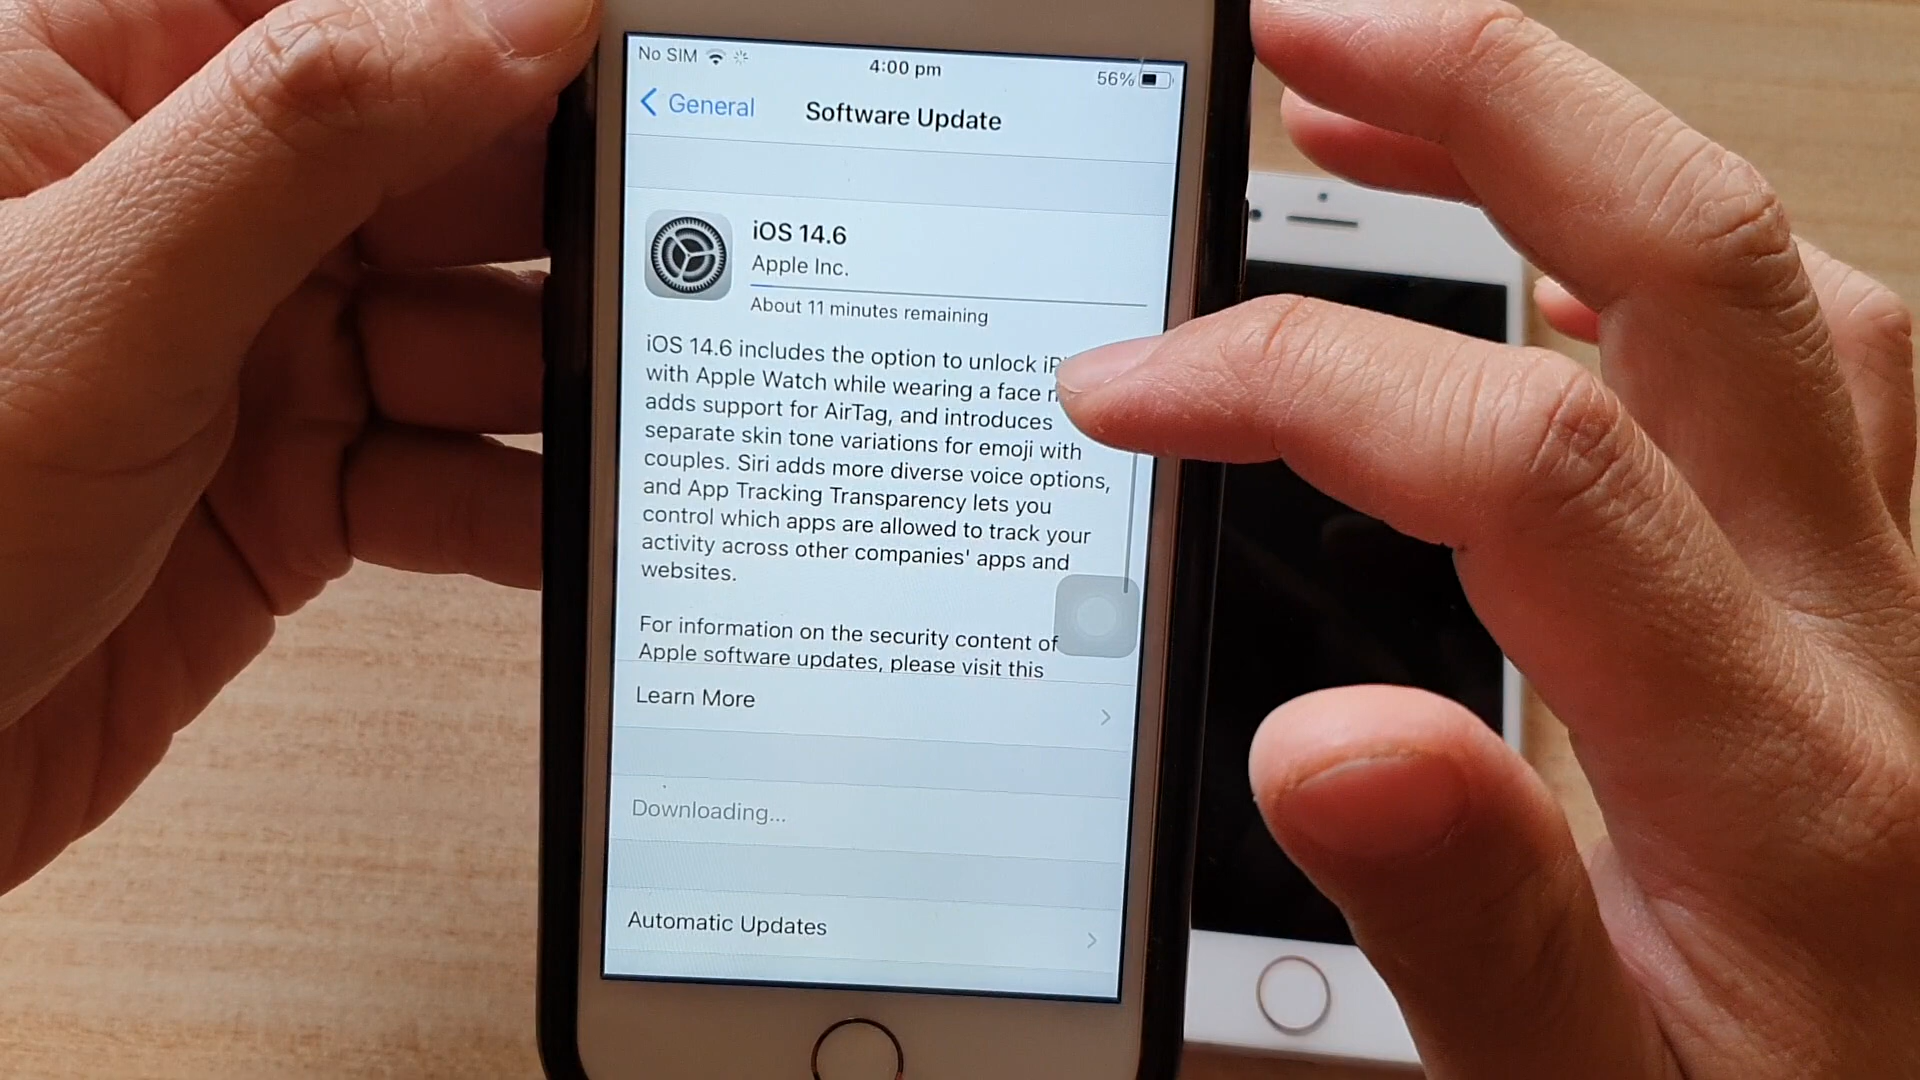 No SIM 4:00 pm 56%
General Software Update
iOS 14.6
Apple Inc.
About 11 minutes remaining
iOS 14.6 includes the option to unlock
with Apple Watch while wearing a face
adds support for AirTag, and introduces
separate skin tone variations for emoji with
couples. Siri adds more diverse voice options,
and App Tracking Transparency lets you
control which apps are allowed to track your
activity across other companies' apps and
websites.
For information on the security content of
Apple software updates, please visit this
Learn More
Downloading...
Automatic Updates